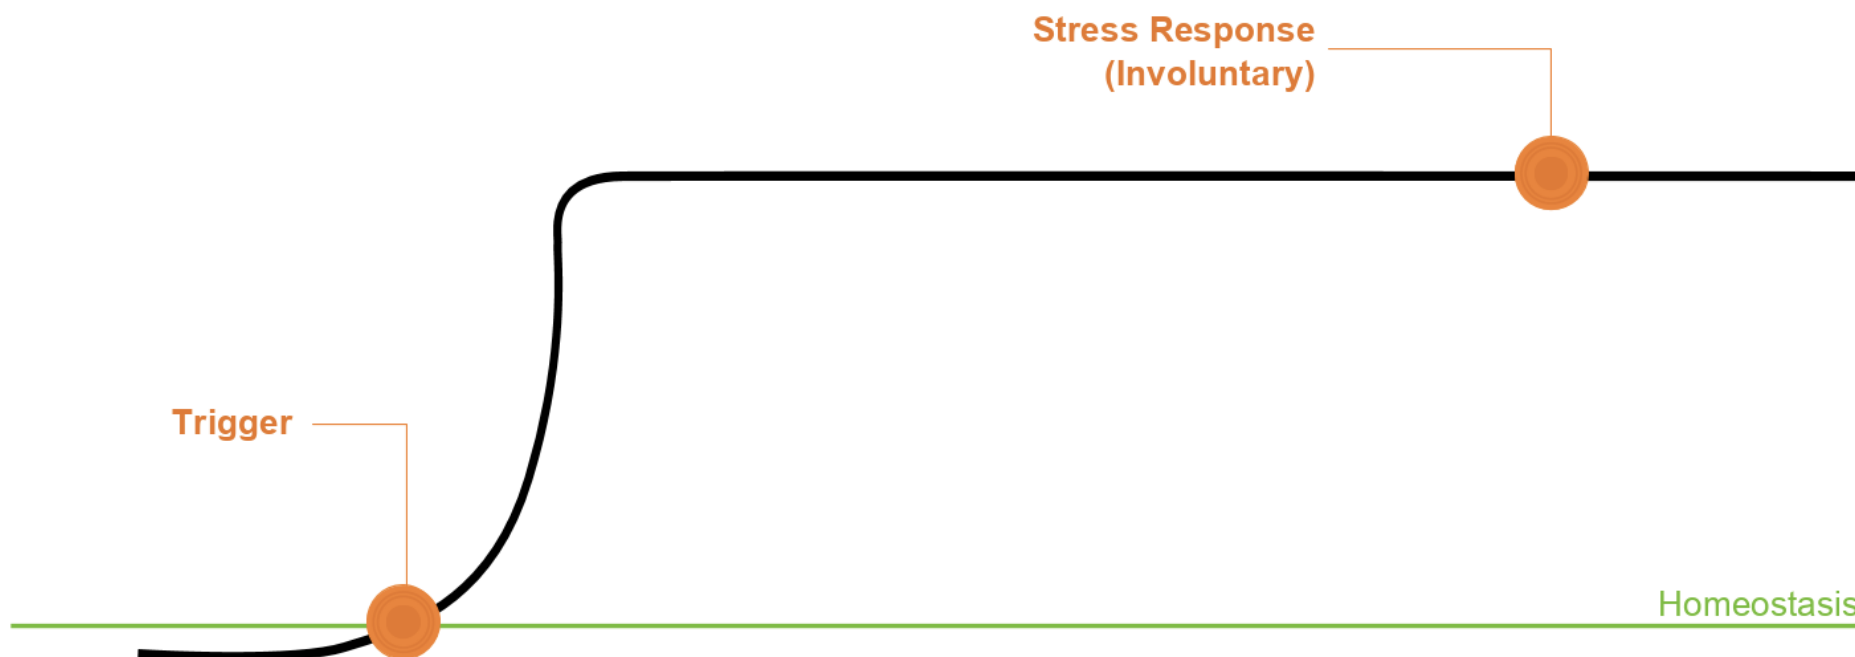 Stress Response
(Involuntary)
Trigger
Homeostasis